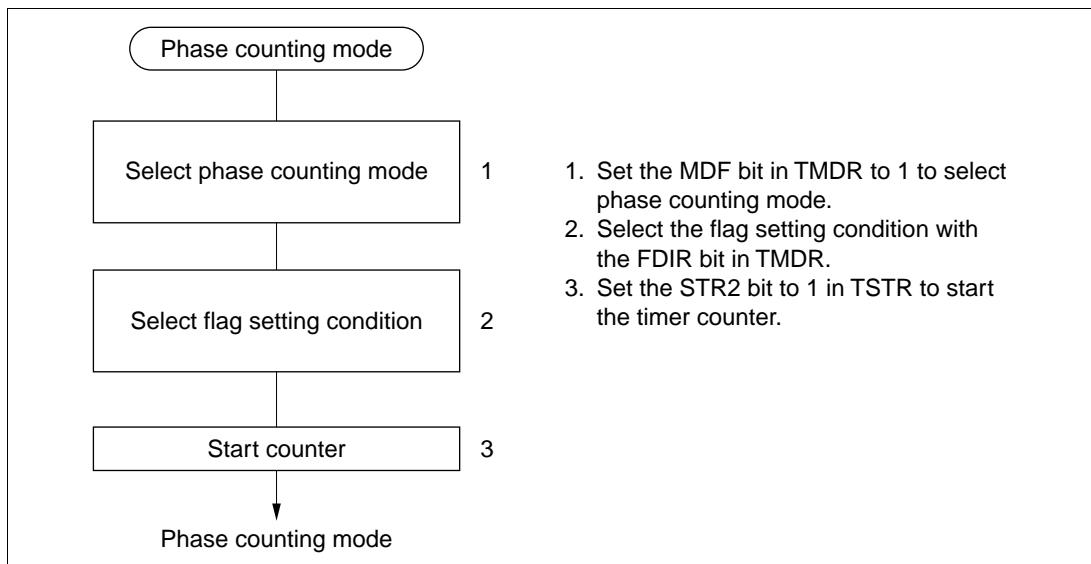 Phase counting mode
Select phase counting mode 1
Select flag setting condition 2
Start counter 3
Phase counting mode
1. Set the MDF bit in TMDR to 1 to select
phase counting mode.
2. Select the flag setting condition with
the FDIR bit in TMDR.
3. Set the STR2 bit to 1 in TSTR to start
the timer counter.